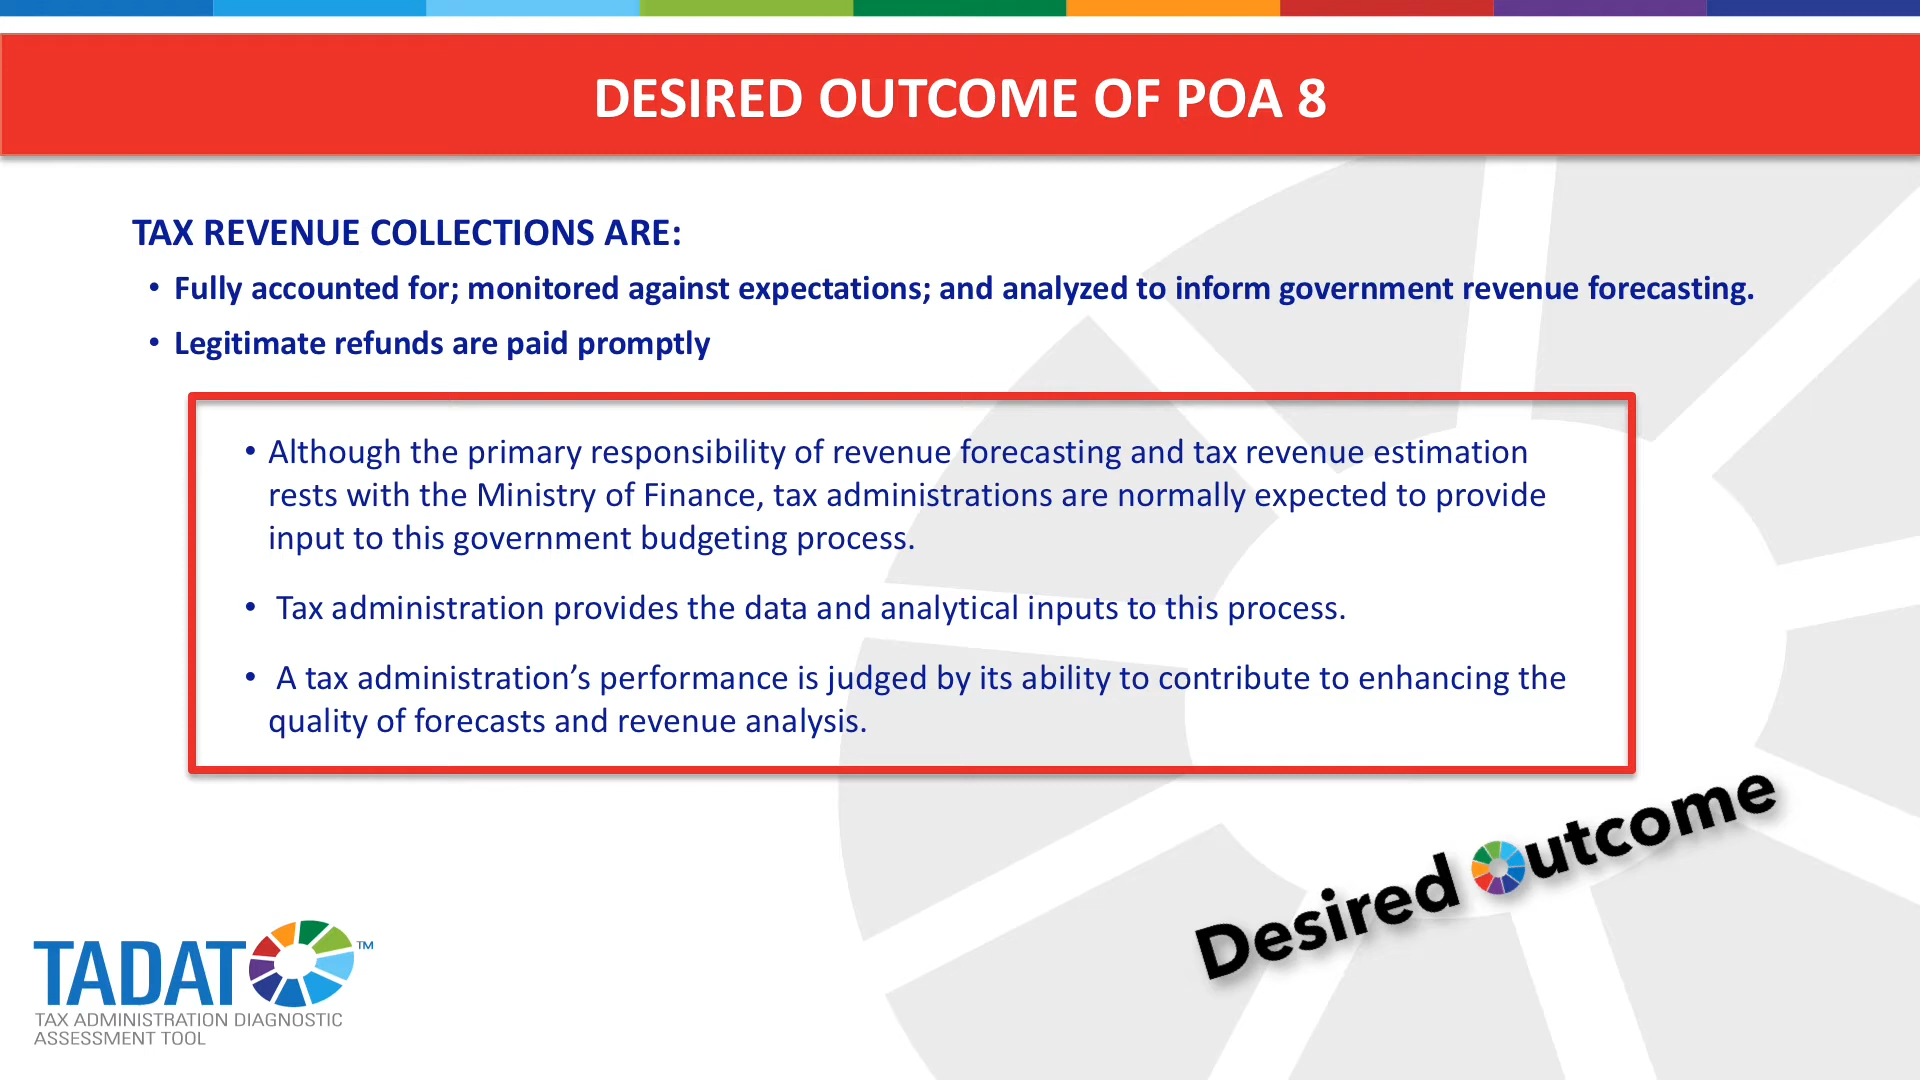 DESIRED OUTCOME OF POA 8
TAX REVENUE COLLECTIONS ARE:
• Fully accounted for; monitored against expectations; and analyzed to inform government revenue forecasting.
• Legitimate refunds are paid promptly
• Although the primary responsibility of revenue forecasting and tax revenue estimation
rests with the Ministry of Finance, tax administrations are normally expected to provide
input to this government budgeting process.
• Tax administration provides the data and analytical inputs to this process.
• A tax administration’s performance is judged by its ability to contribute to enhancing the
quality of forecasts and revenue analysis.
Desired Outcome
TADAT™
TAX ADMINISTRATION DIAGNOSTIC
ASSESSMENT TOOL